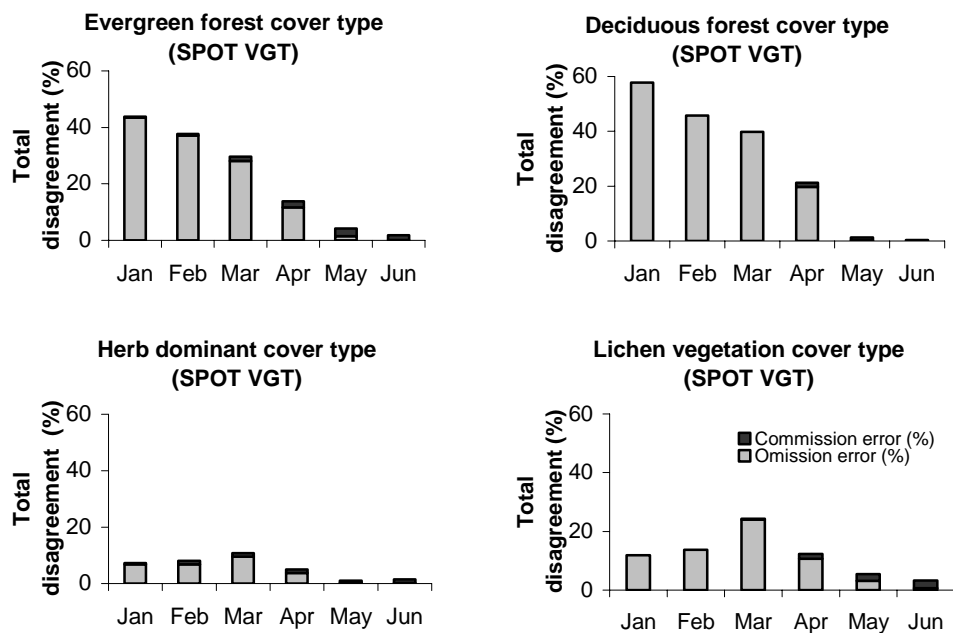 Evergreen forest cover type
(SPOT VGT)
Total
disagreement (%)
60
40
20
0
Jan Feb Mar Apr May Jun
Deciduous forest cover type
(SPOT VGT)
Total
disagreement (%)
60
40
20
0
Jan Feb Mar Apr May Jun
Herb dominant cover type
(SPOT VGT)
Total
disagreement (%)
60
40
20
0
Jan Feb Mar Apr May Jun
Lichen vegetation cover type
(SPOT VGT)
Total
disagreement (%)
60
40
20
0
Commission error (%)
Omission error (%)
Jan Feb Mar Apr May Jun